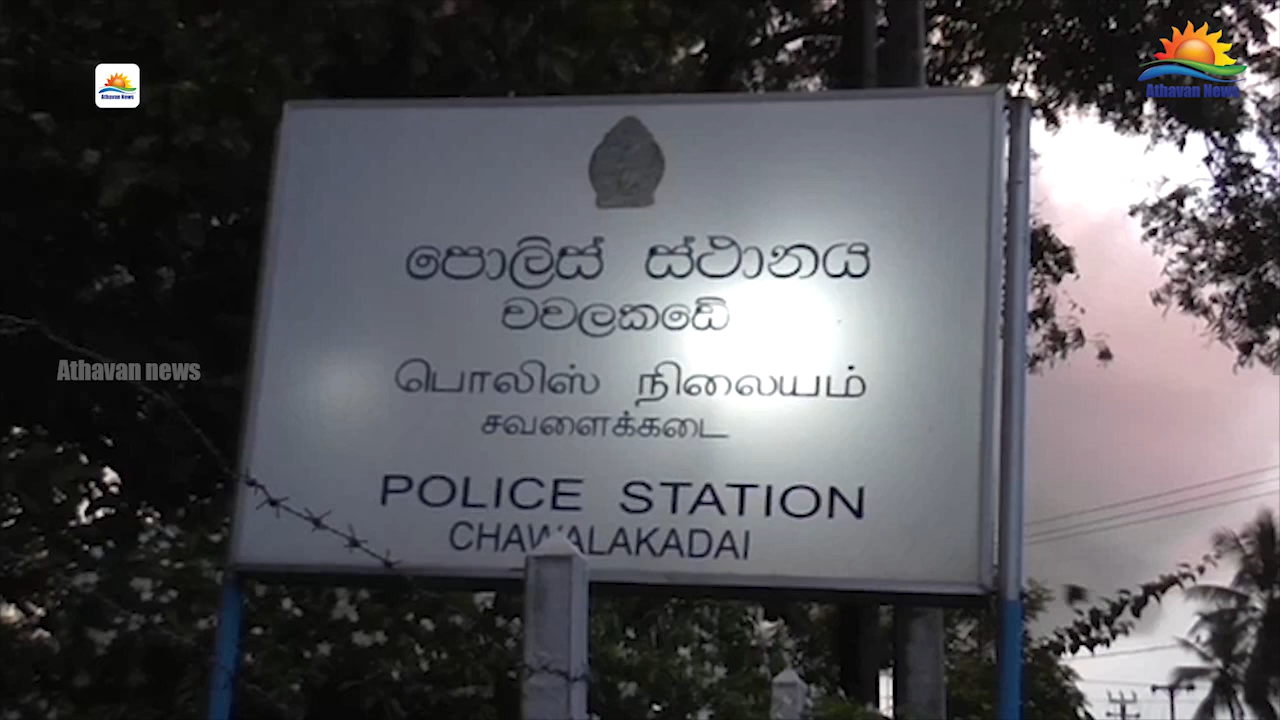 Athavan News
Athavan News
පොලිස් ස්ථානය
චවලකඩේ
Athavan news
பொலிஸ் நிலையம்
சவளைக்கடை
POLICE STATION
CHAWALAKADAI